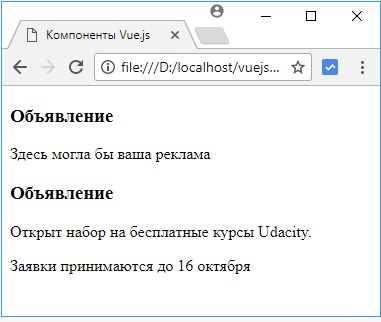 Компоненты Vue.js
file:///D:/localhost/vuejs...
Объявление
Здесь могла бы ваша реклама
Объявление
Открыт набор на бесплатные курсы Udacity.
Заявки принимаются до 16 октября